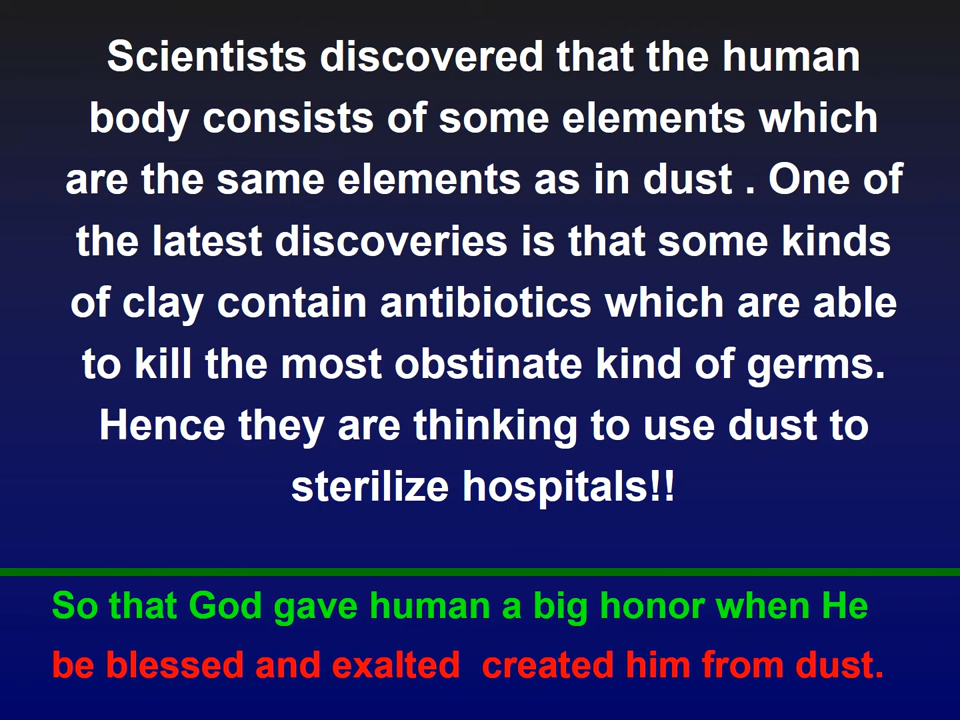 Scientists discovered that the human
body consists of some elements which
are the same elements as in dust . One of
the latest discoveries is that some kinds
of clay contain antibiotics which are able
to kill the most obstinate kind of germs.
Hence they are thinking to use dust to
sterilize hospitals!!
So that God gave human a big honor when He
be blessed and exalted  created him from dust.